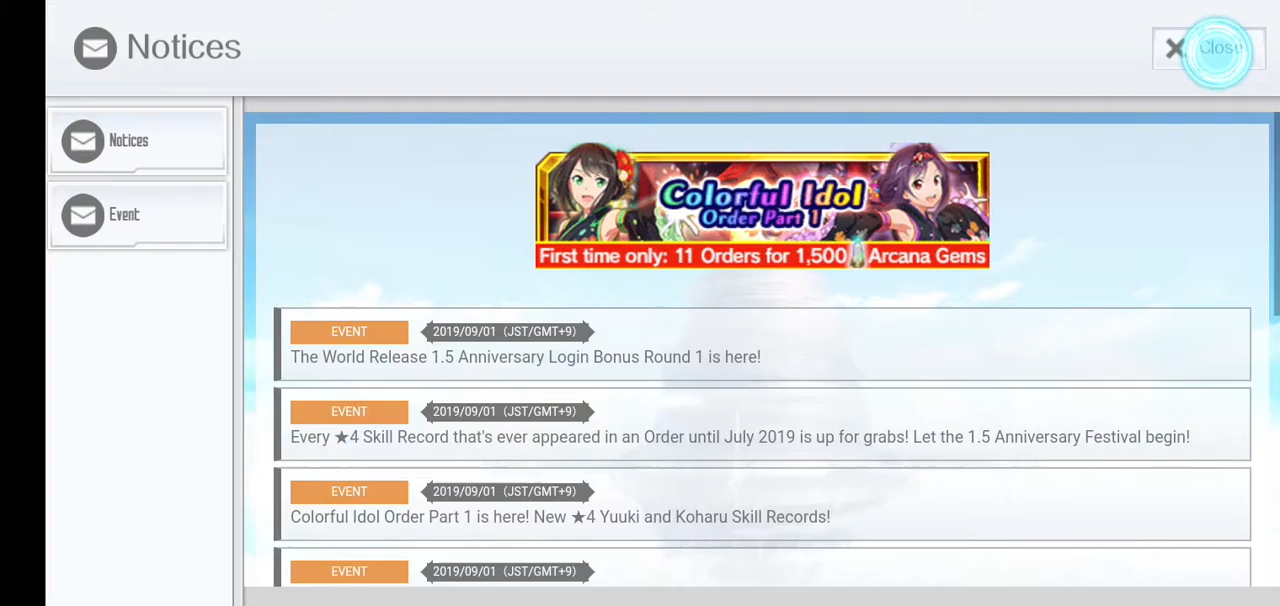 Notices
Close
Notices
Event
Colorful Idol
Order Part 1
First time only: 11 Orders for 1,500 Arcana Gems
EVENT 2019/09/01 (JST/GMT+9)
The World Release 1.5 Anniversary Login Bonus Round 1 is here!
EVENT 2019/09/01 (JST/GMT+9)
Every ★4 Skill Record that's ever appeared in an Order until July 2019 is up for grabs! Let the 1.5 Anniversary Festival begin!
EVENT 2019/09/01 (JST/GMT+9)
Colorful Idol Order Part 1 is here! New ★4 Yuuki and Koharu Skill Records!
EVENT 2019/09/01 (JST/GMT+9)